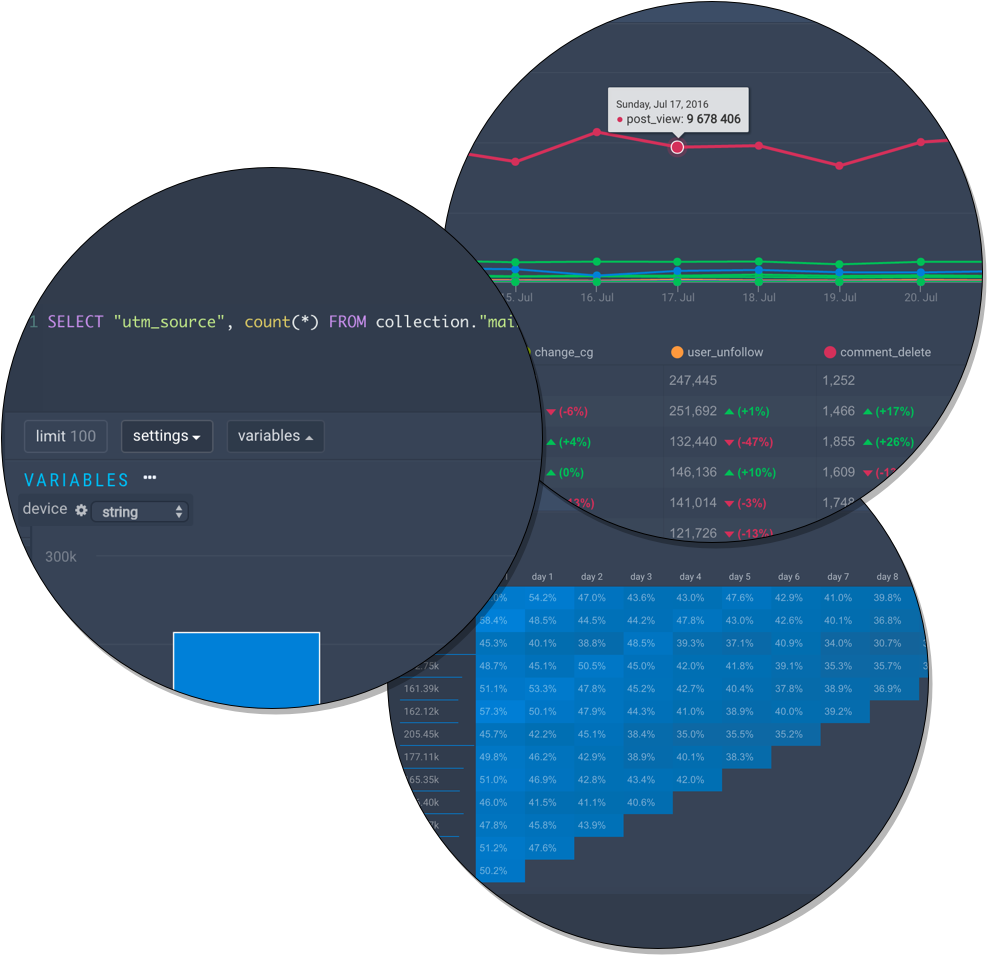 Sunday, Jul 17, 2016
post_view: 9 678 406
5. Jul 16. Jul 17. Jul 18. Jul 19. Jul 20. Jul
change_cg user_unfollow comment_delete
247,445 1,252
(-6%) 251,692 (+1%) 1,466 (+17%)
(+4%) 132,440 (-47%) 1,855 (+26%)
(0%) 146,136 (+10%) 1,609
141,014 (-3%)
121,726 (-13%)
1 SELECT "utm_source", count(*) FROM collection."mai
limit 100 settings variables
VARIABLES ...
device string
300k
day 1 day 2 day 3 day 4 day 5 day 6 day 7 day 8
54.2% 47.0% 43.6% 43.0% 47.6% 42.9% 41.0% 39.8%
58.4% 48.5% 44.5% 44.2% 47.8% 43.0% 42.6% 40.1% 36.8%
45.3% 40.1% 38.8% 48.5% 39.3% 37.1% 40.9% 34.0% 30.7%
48.7% 45.1% 50.5% 45.0% 42.0% 41.8% 39.1% 35.3% 35.7%
161.39k 51.1% 53.3% 47.8% 45.2% 42.7% 40.4% 37.8% 38.9% 36.9%
162.12k 57.3% 50.1% 47.9% 44.3% 41.0% 38.9% 40.0% 39.2%
205.45k 45.7% 42.2% 45.1% 38.4% 35.0% 35.5% 35.2%
177.11k 49.8% 46.2% 42.9% 38.9% 40.1% 38.3%
65.35k 51.0% 46.9% 42.8% 43.4% 42.0%
.40k 46.0% 41.5% 41.1% 40.6%
47.8% 45.8% 43.9%
51.2% 47.6%
50.2%